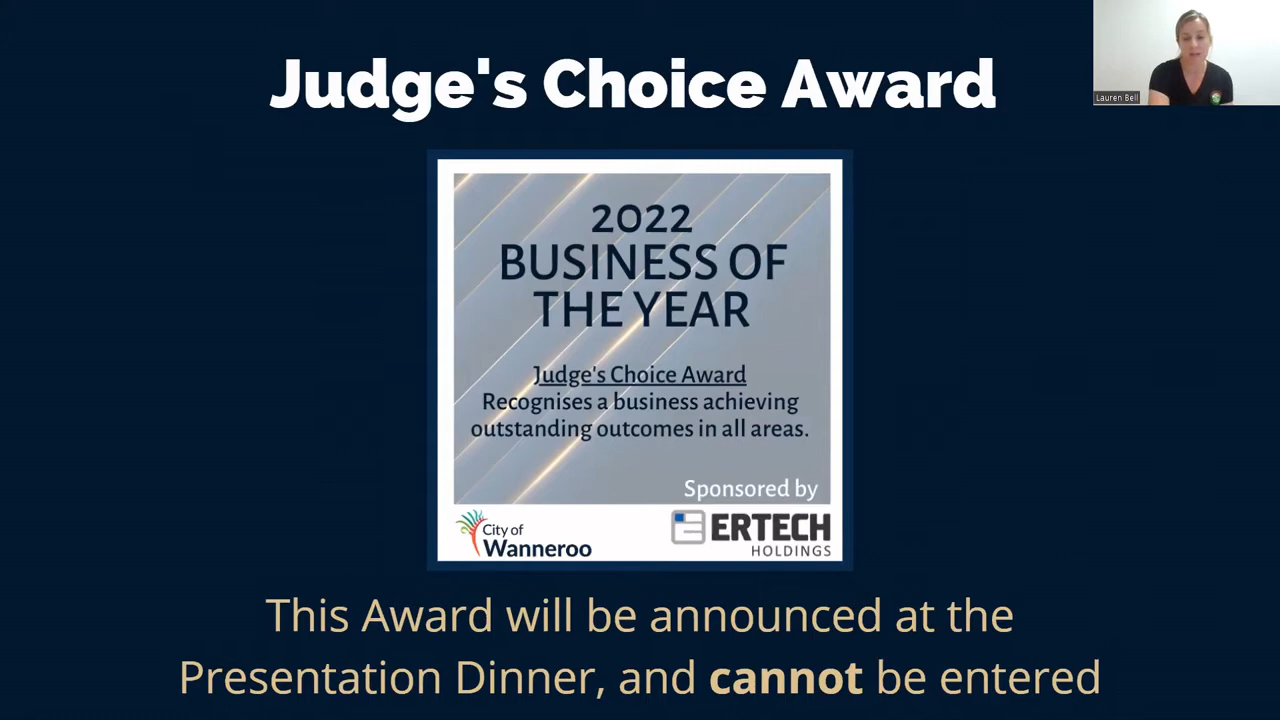 Judge's Choice Award
Lauren Bell
2022
BUSINESS OF
THE YEAR
Judge's Choice Award
Recognises a business achieving
outstanding outcomes in all areas.
Sponsored by
City of
Wanneroo
ERTECH
HOLDINGS
This Award will be announced at the
Presentation Dinner, and cannot be entered